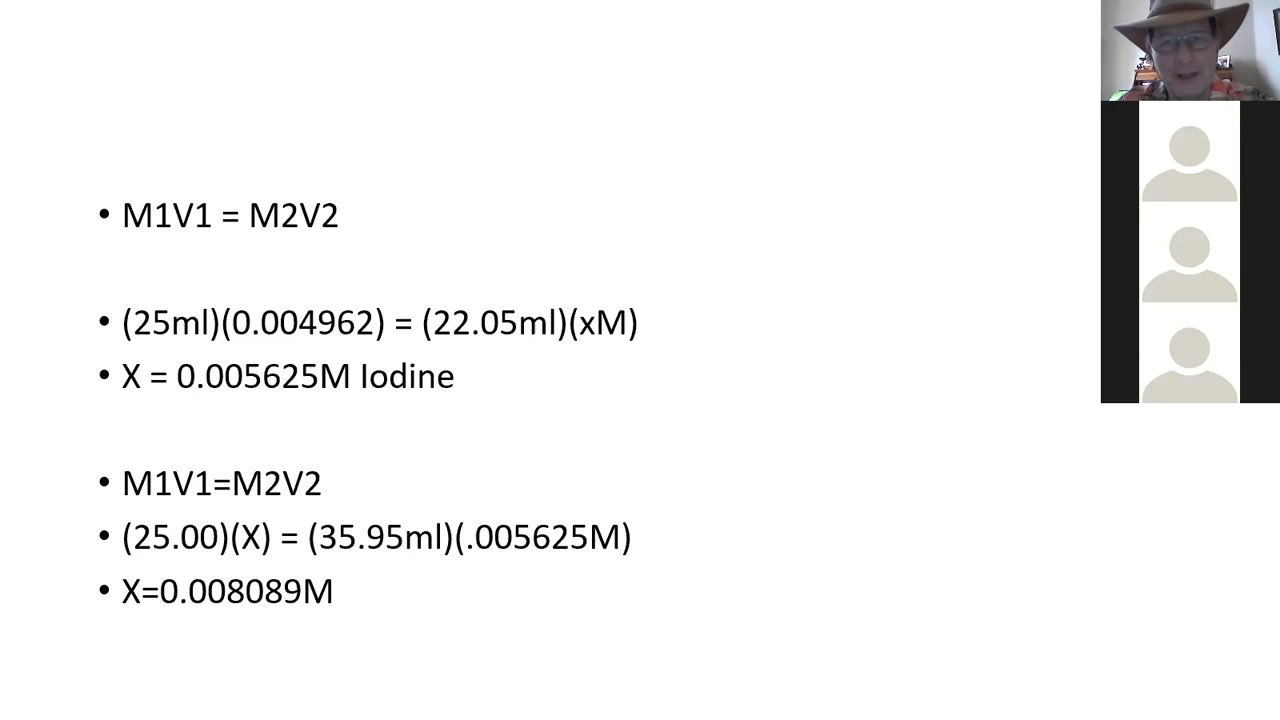 • M1V1 = M2V2
• (25ml)(0.004962) = (22.05ml)(xM)
• X = 0.005625M Iodine
• M1V1=M2V2
• (25.00)(X) = (35.95ml)(.005625M)
• X=0.008089M